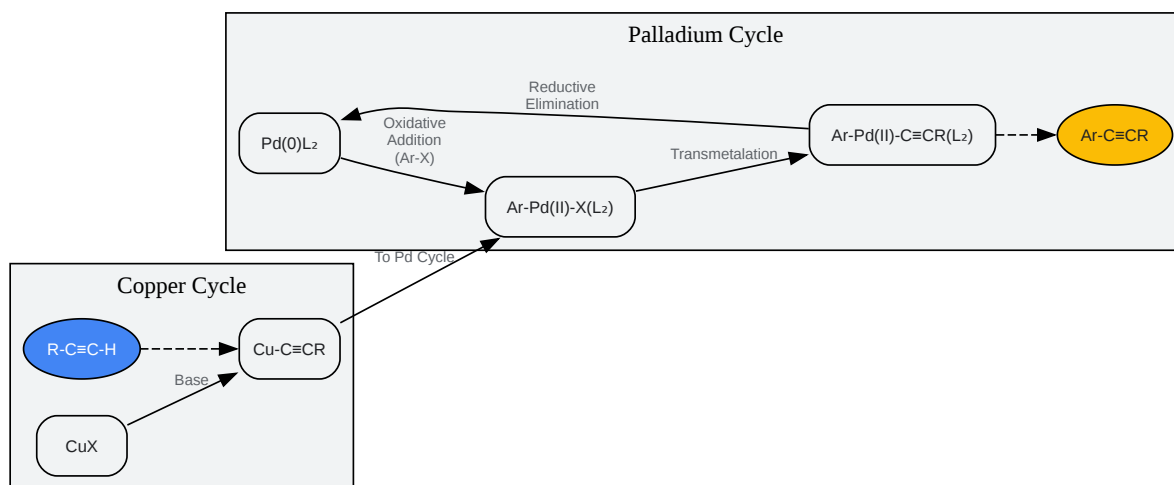 Palladium Cycle
Reductive
Elimination
Pd(0)L₂
Oxidative
Addition
(Ar-X)
Ar-Pd(II)-C≡CR(L₂)
Ar-C≡CR
Transmetalation
Ar-Pd(II)-X(L₂)
To Pd Cycle
Copper Cycle
R-C≡C-H
Cu-C≡CR
Base
CuX